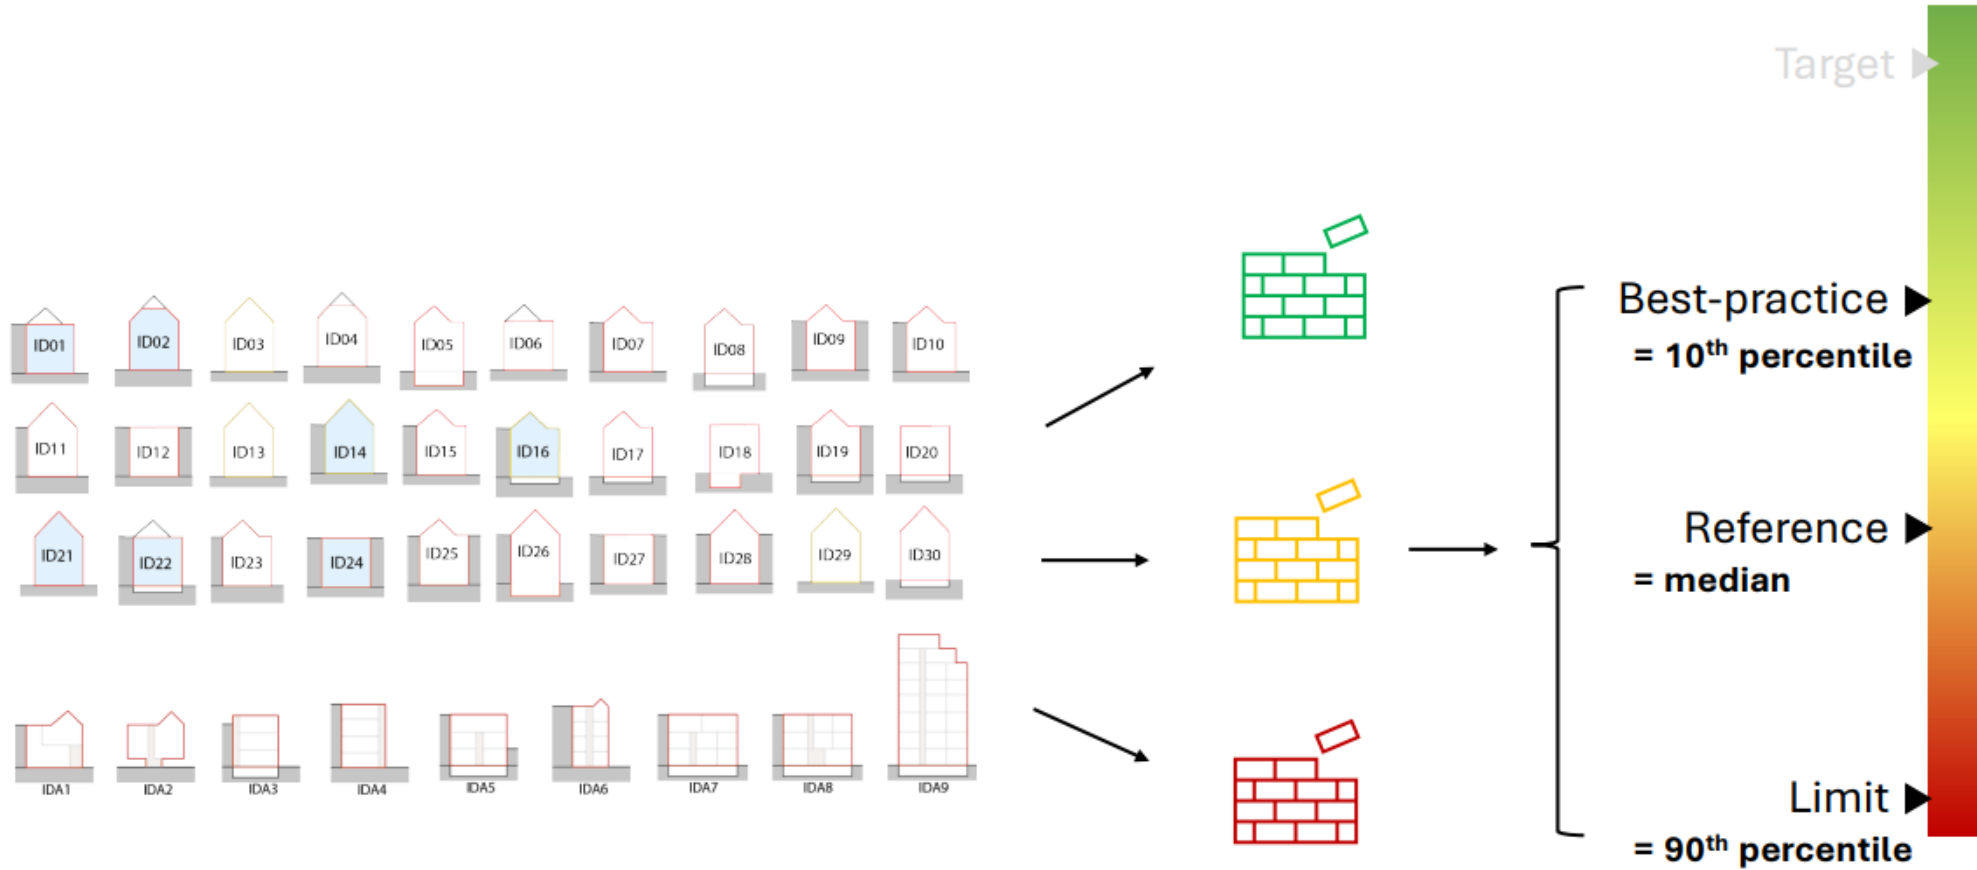 Target
ID01 ID02 ID03 ID04 ID05 ID06 ID07 ID08 ID09 ID10
Best-practice
= 10th percentile
ID11 ID12 ID13 ID14 ID15 ID16 ID17 ID18 ID19 ID20
ID21 ID22 ID23 ID24 ID25 ID26 ID27 ID28 ID29 ID30
Reference
= median
IDA1 IDA2 IDA3 IDA4 IDA5 IDA6 IDA7 IDA8 IDA9
Limit
= 90th percentile